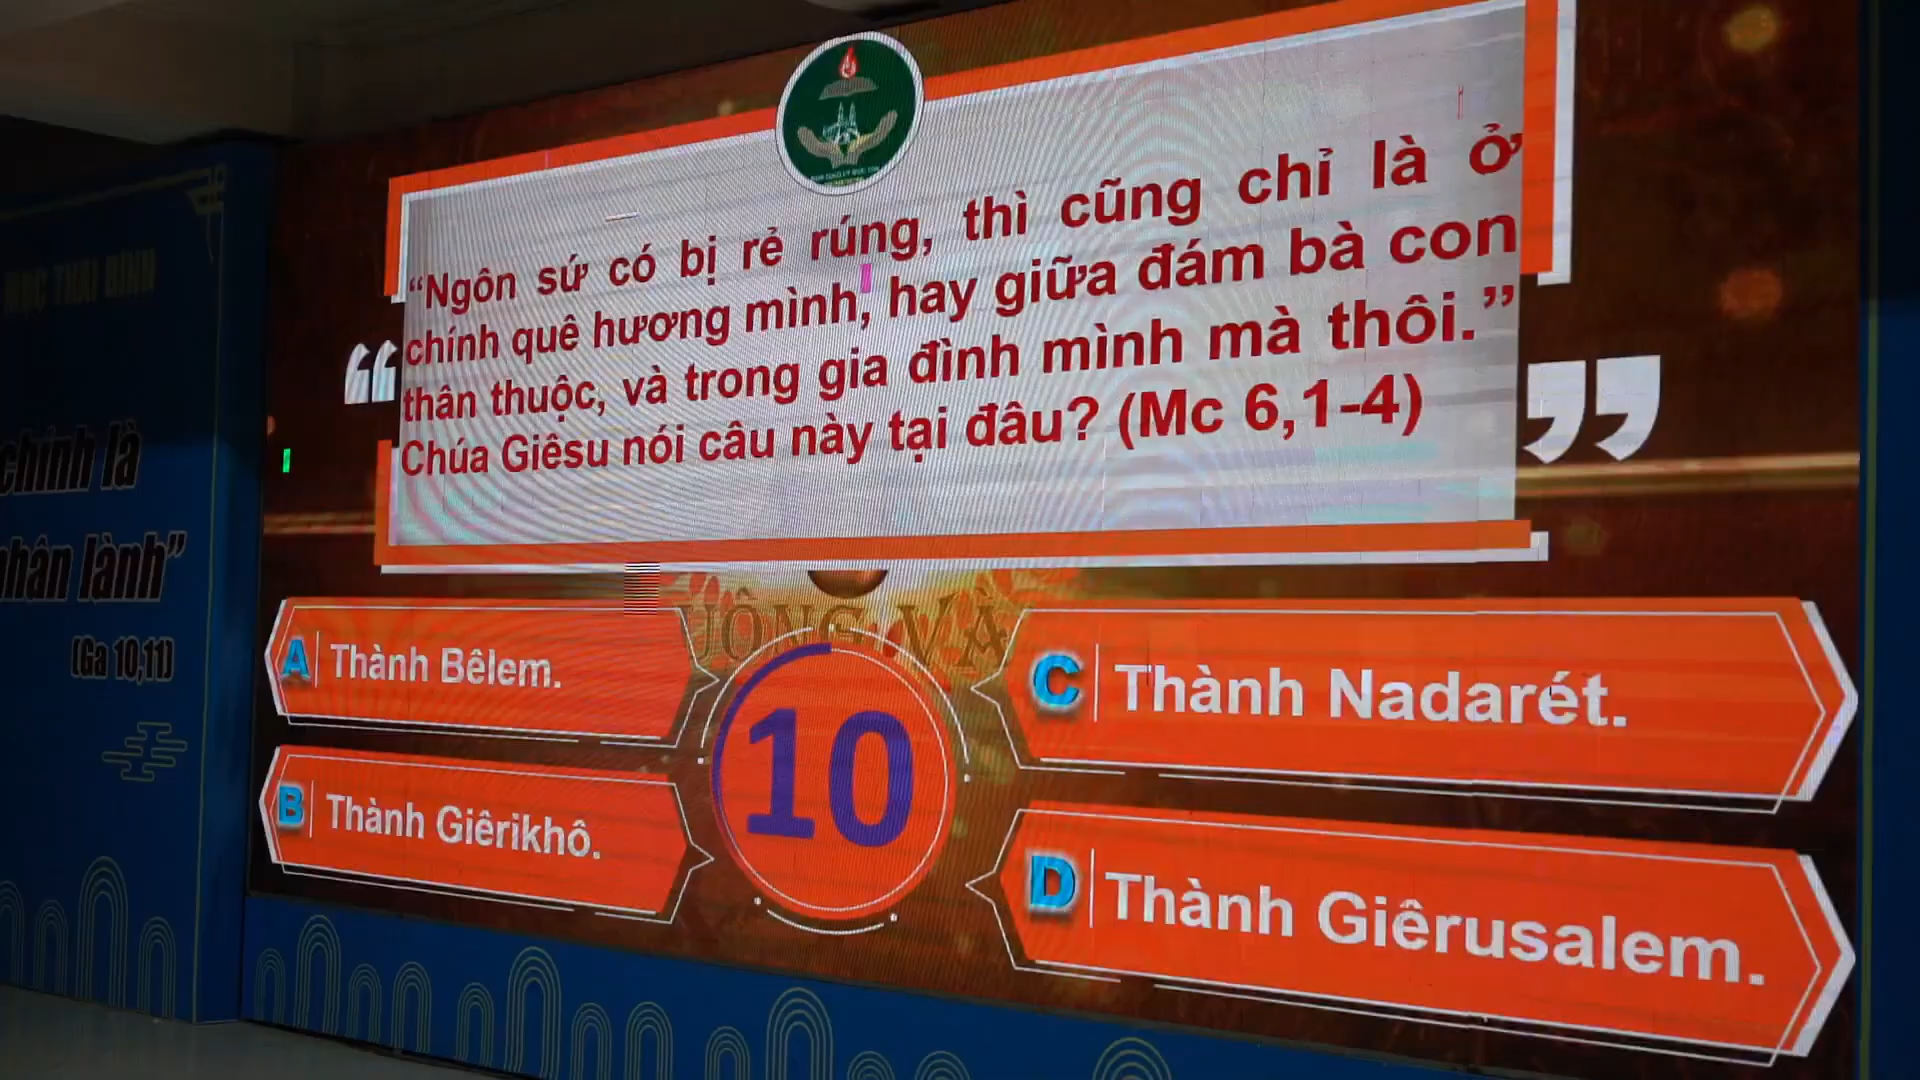 “Ngôn sứ có bị rẻ rúng, thì cũng chỉ là ở
chính quê hương mình, hay giữa đám bà con
thân thuộc, và trong gia đình mình mà thôi.”
Chúa Giêsu nói câu này tại đâu? (Mc 6,1-4)
A Thành Bêlem.
B Thành Giêrikhô.
10
C Thành Nadarét.
D Thành Giêrusalem.
chính là
nhân lành”
(Ga 10,11)